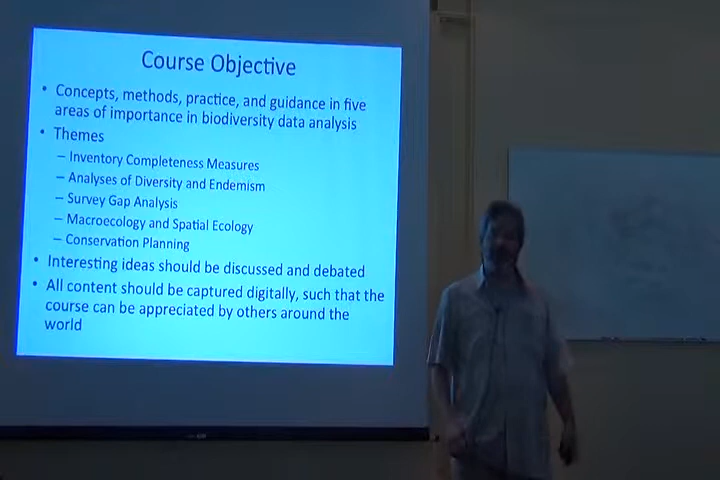 Course Objective
• Concepts, methods, practice, and guidance in five
areas of importance in biodiversity data analysis
• Themes
– Inventory Completeness Measures
– Analyses of Diversity and Endemism
– Survey Gap Analysis
– Macroecology and Spatial Ecology
– Conservation Planning
• Interesting ideas should be discussed and debated
• All content should be captured digitally, such that the
course can be appreciated by others around the
world